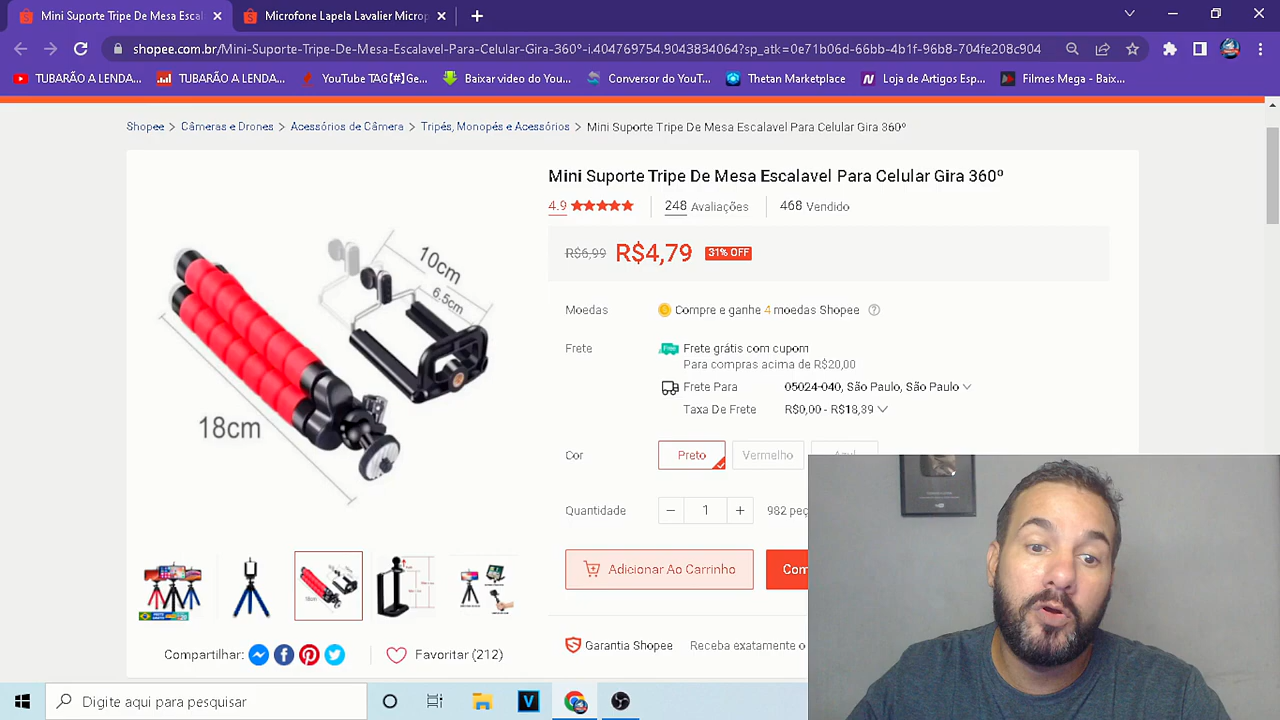 Mini Suporte Tripe De Mesa Escal
Microfone Lapela Lavalier Microp
shopee.com.br/Mini-Suporte-Tripe-De-Mesa-Escalavel-Para-Celular-Gira-360º-i.404769754.9043834064?sp_atk=0e71b06d-66bb-4b1f-96b8-704fe208c904
TUBARÃO A LENDA...
TUBARÃO A LENDA...
YouTube TAG[#]Ge...
Baixar video do You...
Conversor do YouT...
Thetan Marketplace
Loja de Artigos Esp...
Filmes Mega - Baix...
Shopee > Câmeras e Drones > Acessórios de Câmera > Tripés, Monopés e Acessórios > Mini Suporte Tripe De Mesa Escalavel Para Celular Gira 360º
Mini Suporte Tripe De Mesa Escalavel Para Celular Gira 360º
4.9
248 Avaliações
468 Vendido
R$6,99 R$4,79 31% OFF
10cm
6.5cm
18cm
Moedas
Compre e ganhe 4 moedas Shopee
Frete
Frete grátis com cupom
Para compras acima de R$20,00
Frete Para
05024-040, São Paulo, São Paulo
Taxa De Frete
R$0,00 - R$18,39
Cor
Preto
Vermelho
Quantidade
1
982 peç
Adicionar Ao Carrinho
Com
Compartilhar:
Favoritar (212)
Garantia Shopee
Receba exatamente o
Digite aqui para pesquisar